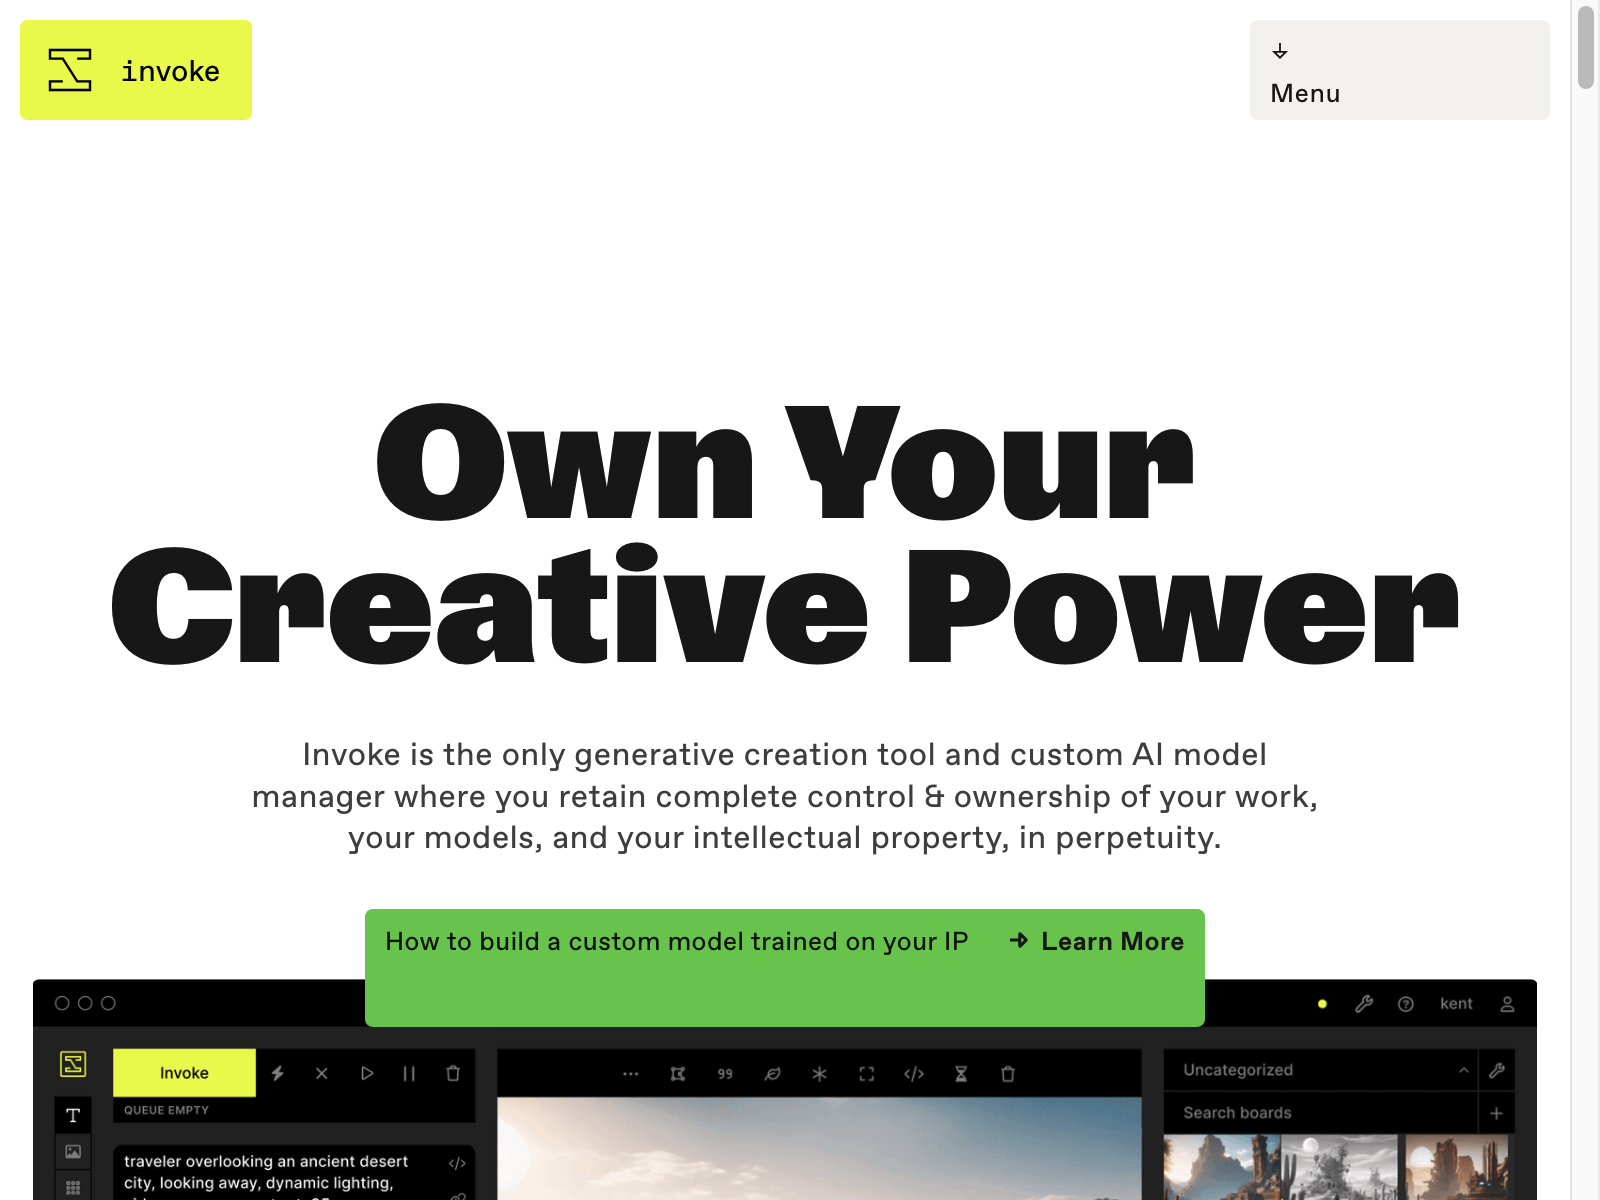 invoke
Menu
Own Your
Creative Power
Invoke is the only generative creation tool and custom AI model
manager where you retain complete control & ownership of your work,
your models, and your intellectual property, in perpetuity.
How to build a custom model trained on your IP → Learn More
kent
Invoke
QUEUE EMPTY
Uncategorized
Search boards
traveler overlooking an ancient desert
city, looking away, dynamic lighting,